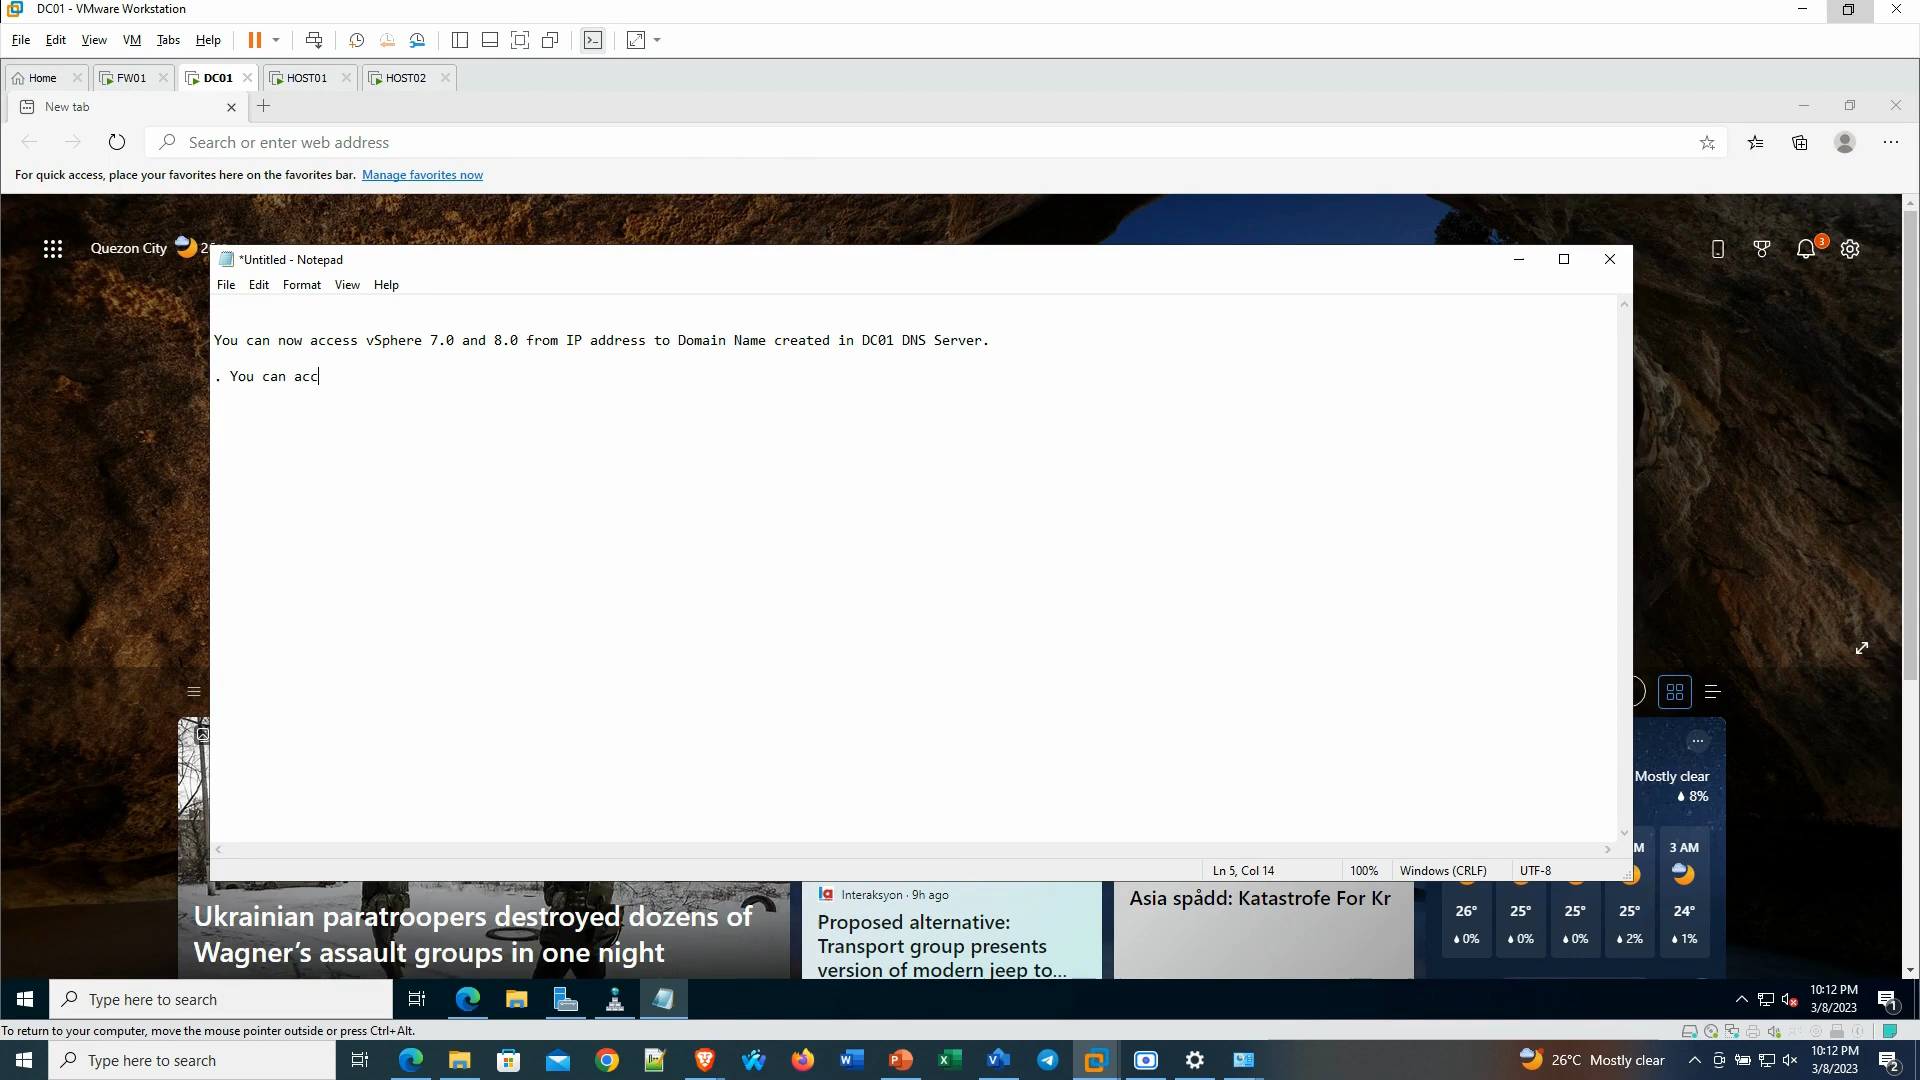 DC01 - VMware Workstation
File Edit View VM Tabs Help
Home FW01 DC01 HOST01 HOST02
New tab
Search or enter web address
For quick access, place your favorites here on the favorites bar. Manage favorites now
Quezon City
3
*Untitled - Notepad
File Edit Format View Help
You can now access vSphere 7.0 and 8.0 from IP address to Domain Name created in DC01 DNS Server.
. You can acc
Mostly clear
8%
M 3 AM
Ln 5, Col 14 100% Windows (CRLF) UTF-8
Ukrainian paratroopers destroyed dozens of
Wagner's assault groups in one night
Interaksyon · 9h ago
Proposed alternative:
Transport group presents
version of modern jeep to...
Asia spådd: Katastrofe For Kr
26° 25° 25° 25° 24°
0% 0% 0% 2% 1%
Type here to search
10:12 PM
3/8/2023
1
To return to your computer, move the mouse pointer outside or press Ctrl+Alt.
Type here to search
26°C Mostly clear
10:12 PM
3/8/2023
2